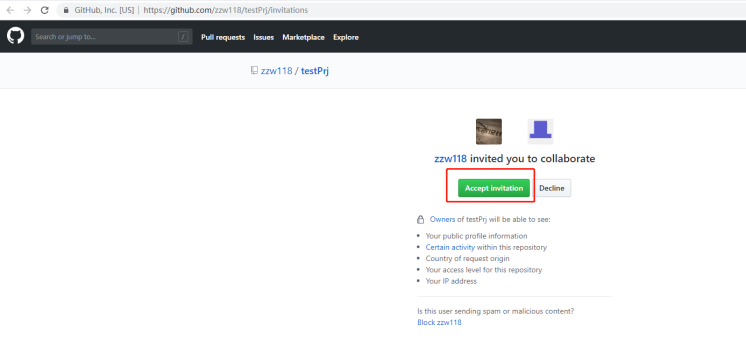 GitHub, Inc. [US] | https://github.com/zzw118/testPrj/invitations
Search or jump to... /
Pull requests Issues Marketplace Explore
zzw118 / testPrj
zzw118 invited you to collaborate
Accept invitation Decline
Owners of testPrj will be able to see:
• Your public profile information
• Certain activity within this repository
• Country of request origin
• Your access level for this repository
• Your IP address
Is this user sending spam or malicious content?
Block zzw118